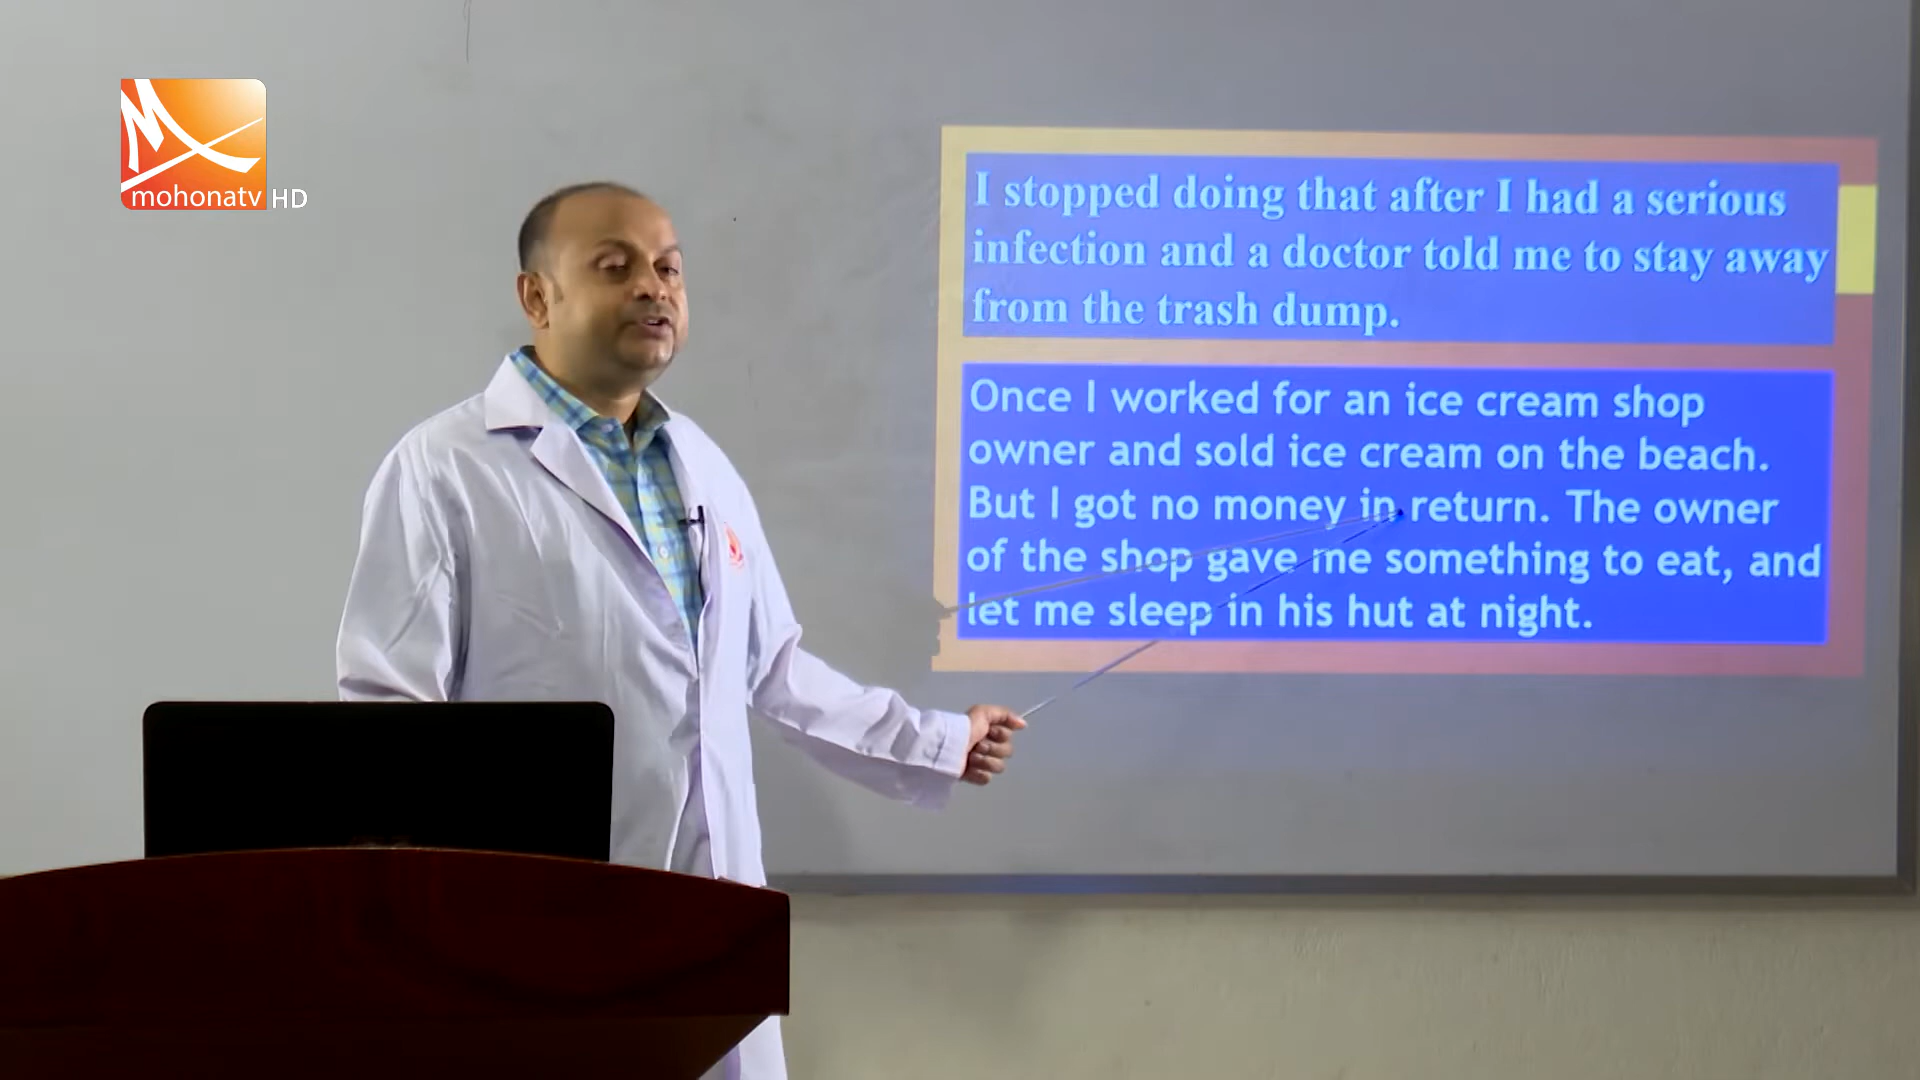 mohonatv HD
I stopped doing that after I had a serious
infection and a doctor told me to stay away
from the trash dump.
Once I worked for an ice cream shop
owner and sold ice cream on the beach.
But I got no money in return. The owner
of the shop gave me something to eat, and
let me sleep in his hut at night.